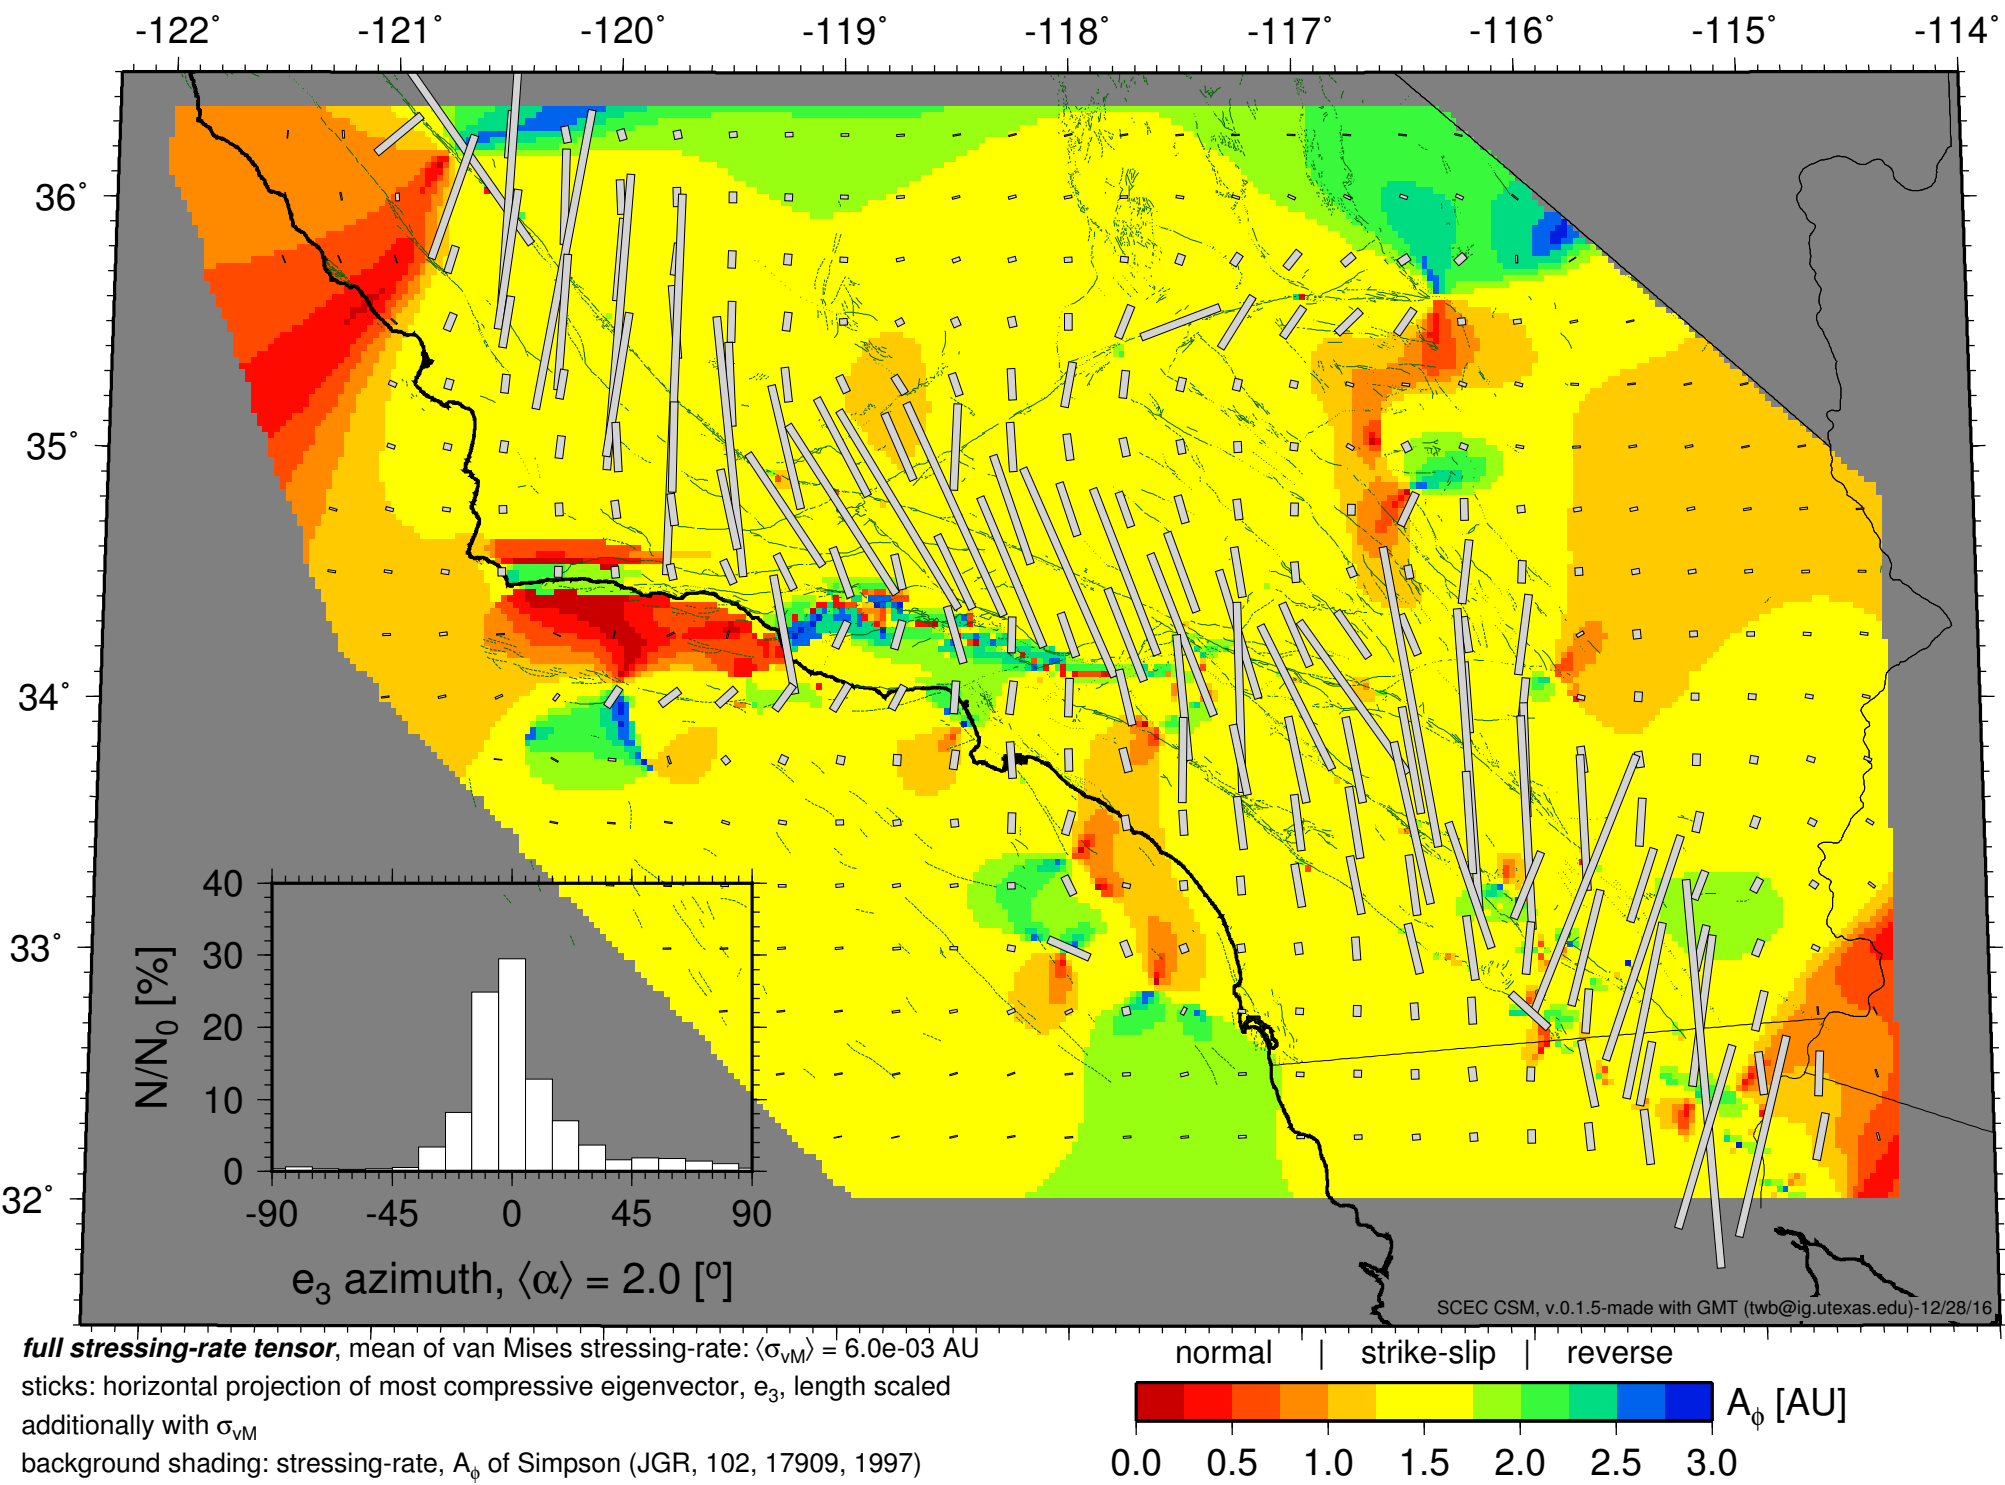 -122˚ -121˚ -120˚ -119˚ -118˚ -117˚ -116˚ -115˚ -114˚
36˚
35˚
34˚
33˚
32˚
40
30
20
10
0
N/N0 [%]
-90 -45 0 45 90
e3 azimuth, ⟨α⟩ = 2.0 [º]
SCEC CSM, v.0.1.5-made with GMT (twb@ig.utexas.edu)-12/28/16
full stressing-rate tensor, mean of van Mises stressing-rate: ⟨σvM⟩ = 6.0e-03 AU
sticks: horizontal projection of most compressive eigenvector, e3, length scaled
additionally with σvM
background shading: stressing-rate, Aϕ of Simpson (JGR, 102, 17909, 1997)
normal | strike-slip | reverse
Aϕ [AU]
0.0 0.5 1.0 1.5 2.0 2.5 3.0